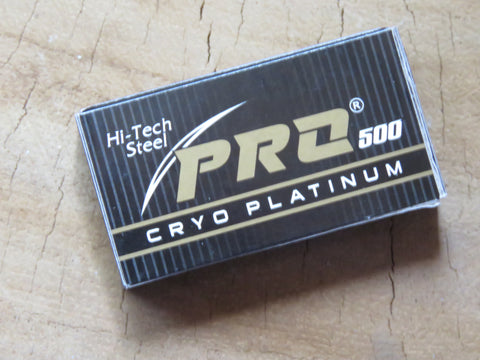 Hi-Tech
Steel
PRO® 500
CRYO PLATINUM